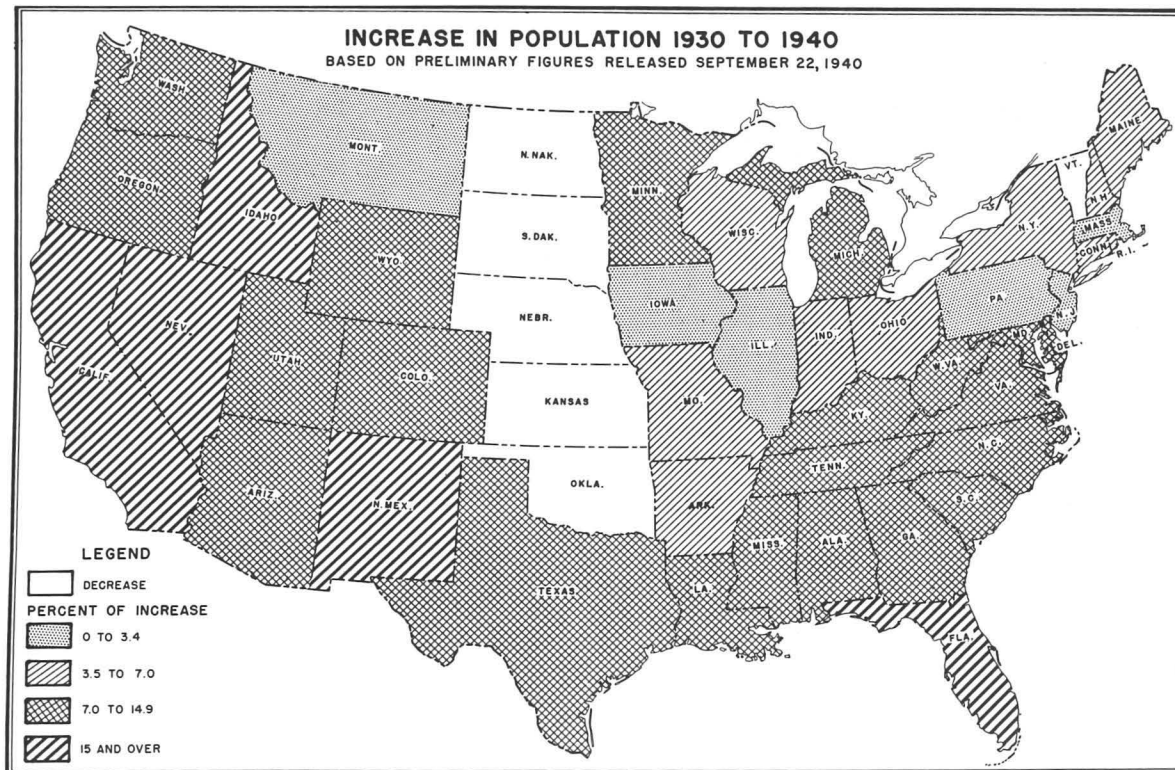 INCREASE IN POPULATION 1930 TO 1940
BASED ON PRELIMINARY FIGURES RELEASED SEPTEMBER 22, 1940
WASH.
OREGON.
CALIF.
NEV.
IDAHO
MONT.
WYO.
UTAH
COLO.
ARIZ.
N. MEX.
N. NAK.
S. DAK.
NEBR.
KANSAS
OKLA.
TEXAS.
MINN.
IOWA
MO.
ARK.
LA.
WISC.
ILL.
MICH.
IND.
OHIO
KY.
TENN.
MISS.
ALA.
GA.
FLA.
S.C.
N.C.
VA.
W. VA.
MD.
DEL.
PA.
N.J.
N.Y.
CONN.
R.I.
MASS.
VT.
N.H.
MAINE
LEGEND
DECREASE
PERCENT OF INCREASE
0 TO 3.4
3.5 TO 7.0
7.0 TO 14.9
15 AND OVER